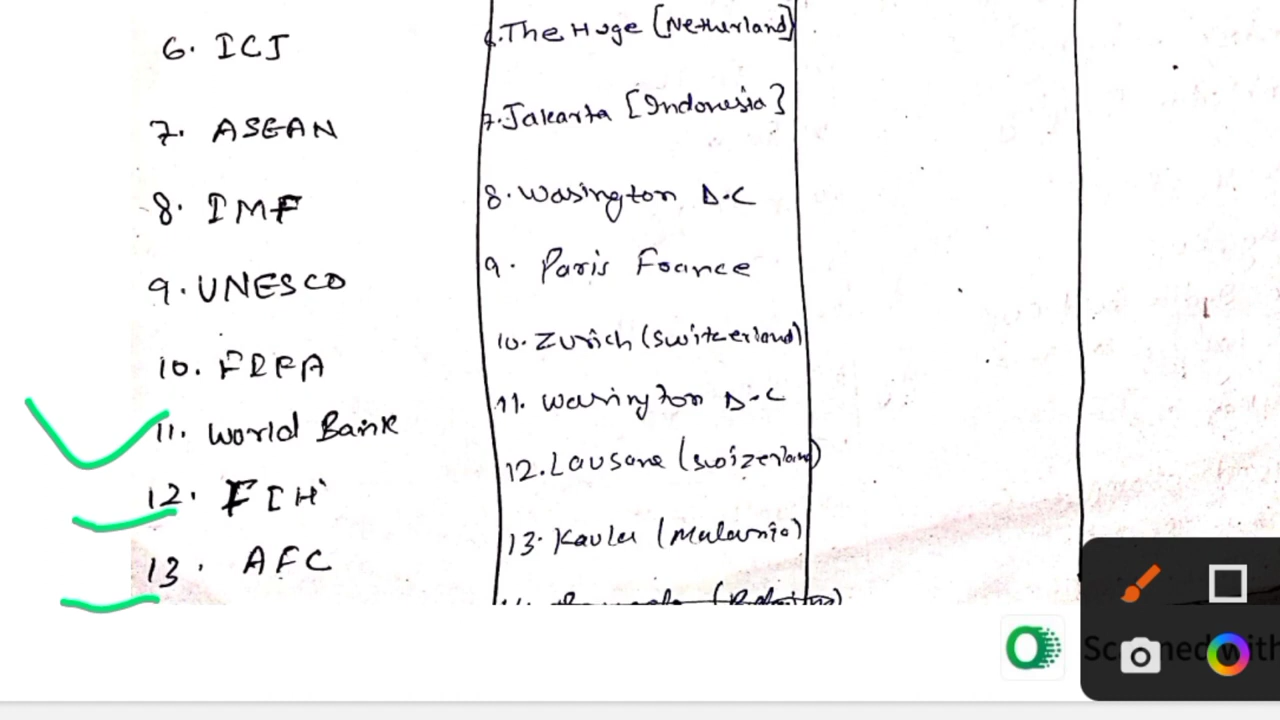 6. ICJ
6. The Huge [Netherland]
7. ASEAN
7. Jakarta [Indonesia]
8. IMF
8. Wasington D.C
9. UNESCO
9. Paris France
10. FIFA
10. Zurich (Switzerland)
11. World Bank
11. Wasington D.C
12. FIH
12. Lausane (Swizerland)
13. AFC
13. (Malaysia)
Scanned with